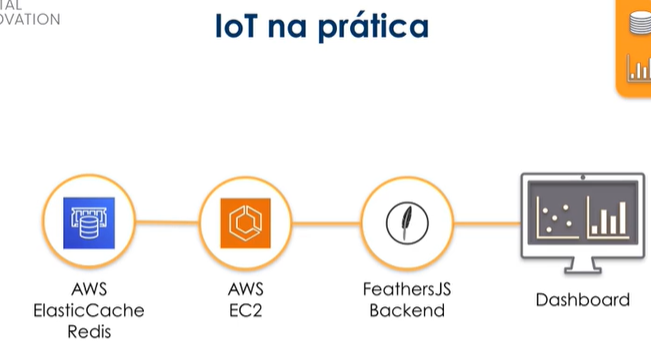 IoT na prática
AWS
ElasticCache
Redis
AWS
EC2
FeathersJS
Backend
Dashboard